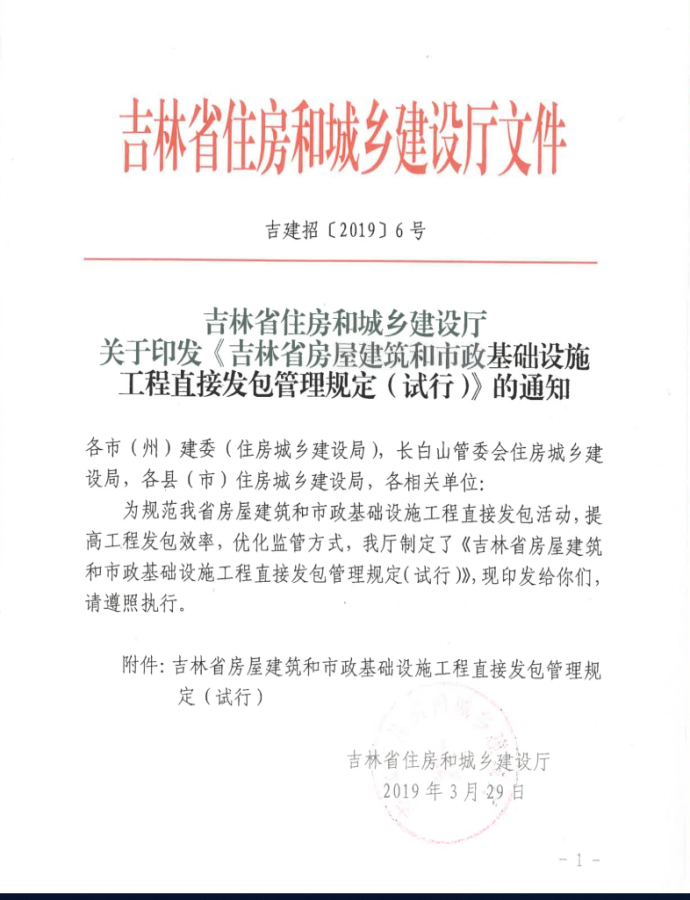 吉林省住房和城乡建设厅文件
吉建招〔2019〕6号
吉林省住房和城乡建设厅
关于印发《吉林省房屋建筑和市政基础设施
工程直接发包管理规定（试行）》的通知
各市（州）建委（住房城乡建设局），长白山管委会住房城乡建
设局，各县（市）住房城乡建设局，各相关单位：
为规范我省房屋建筑和市政基础设施工程直接发包活动，提
高工程发包效率，优化监管方式，我厅制定了《吉林省房屋建筑
和市政基础设施工程直接发包管理规定（试行）》，现印发给你们，
请遵照执行。
附件：吉林省房屋建筑和市政基础设施工程直接发包管理规
定（试行）
吉林省住房和城乡建设厅
2019年3月29日
- 1 -